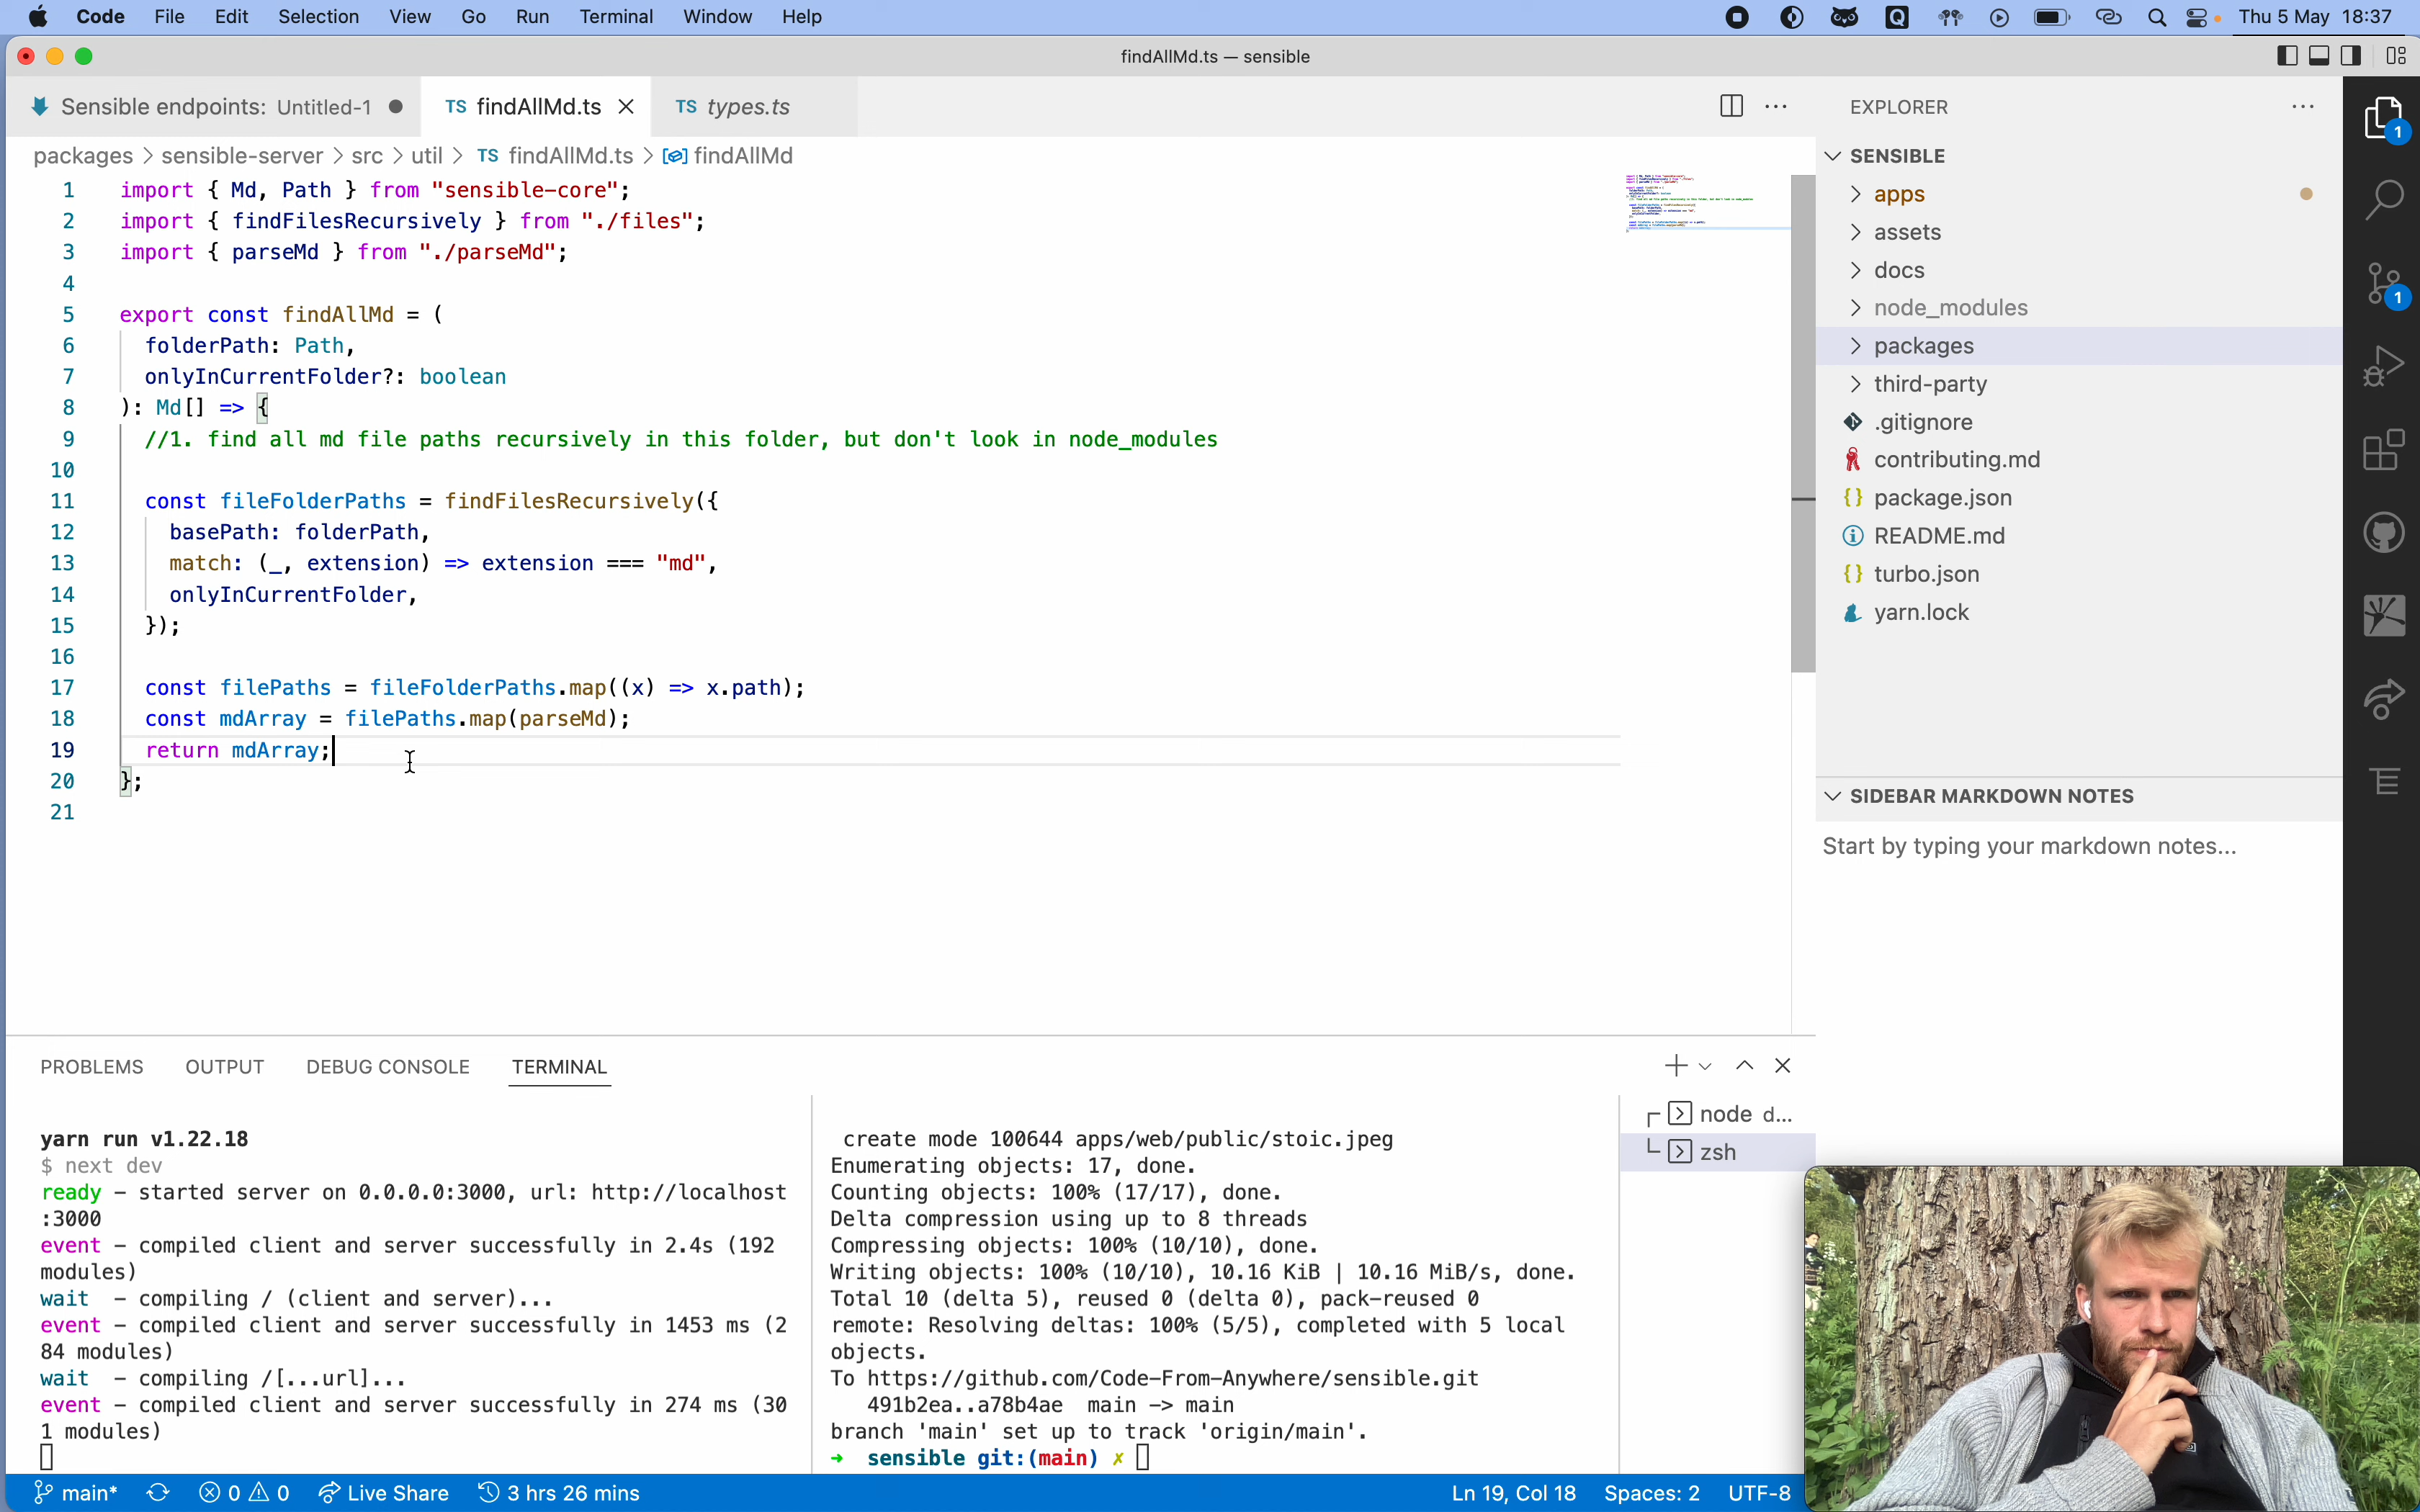 Code File Edit Selection View Go Run Terminal Window Help Thu 5 May 18:37
findAllMd.ts — sensible
Sensible endpoints: Untitled-1 TS findAllMd.ts TS types.ts
packages > sensible-server > src > util > TS findAllMd.ts > findAllMd
1 import { Md, Path } from "sensible-core";
2 import { findFilesRecursively } from "./files";
3 import { parseMd } from "./parseMd";
4
5 export const findAllMd = (
6 folderPath: Path,
7 onlyInCurrentFolder?: boolean
8 ): Md[] => {
9 //1. find all md file paths recursively in this folder, but don't look in node_modules
10
11 const fileFolderPaths = findFilesRecursively({
12 basePath: folderPath,
13 match: (_, extension) => extension === "md",
14 onlyInCurrentFolder,
15 });
16
17 const filePaths = fileFolderPaths.map((x) => x.path);
18 const mdArray = filePaths.map(parseMd);
19 return mdArray;
20 };
21
EXPLORER
SENSIBLE
apps
assets
docs
node_modules
packages
third-party
.gitignore
contributing.md
package.json
README.md
turbo.json
yarn.lock
SIDEBAR MARKDOWN NOTES
Start by typing your markdown notes...
1
1
PROBLEMS OUTPUT DEBUG CONSOLE TERMINAL
yarn run v1.22.18
$ next dev
ready - started server on 0.0.0.0:3000, url: http://localhost
:3000
event - compiled client and server successfully in 2.4s (192
modules)
wait - compiling / (client and server)...
event - compiled client and server successfully in 1453 ms (2
84 modules)
wait - compiling /[...url]...
event - compiled client and server successfully in 274 ms (30
1 modules)
create mode 100644 apps/web/public/stoic.jpeg
Enumerating objects: 17, done.
Counting objects: 100% (17/17), done.
Delta compression using up to 8 threads
Compressing objects: 100% (10/10), done.
Writing objects: 100% (10/10), 10.16 KiB | 10.16 MiB/s, done.
Total 10 (delta 5), reused 0 (delta 0), pack-reused 0
remote: Resolving deltas: 100% (5/5), completed with 5 local
objects.
To https://github.com/Code-From-Anywhere/sensible.git
491b2ea..a78b4ae main -> main
branch 'main' set up to track 'origin/main'.
➜ sensible git:(main) ✗
node d...
zsh
main* 0 0 Live Share 3 hrs 26 mins Ln 19, Col 18 Spaces: 2 UTF-8